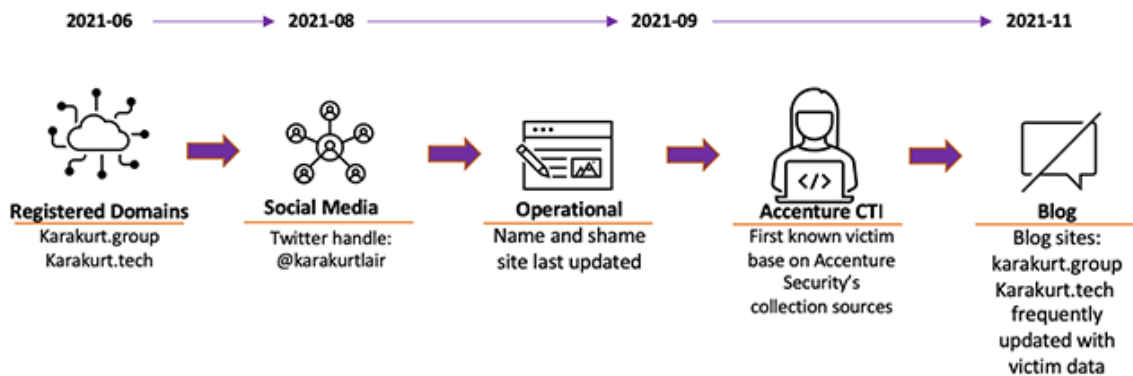 2021-06
2021-08
2021-09
2021-11
</>
Registered Domains
Karakurt.group
Karakurt.tech
Social Media
Twitter handle:
@karakurtlair
Operational
Name and shame
site last updated
Accenture CTI
First known victim
base on Accenture
Security's
collection sources
Blog
Blog sites:
karakurt.group
Karakurt.tech
frequently
updated with
victim data